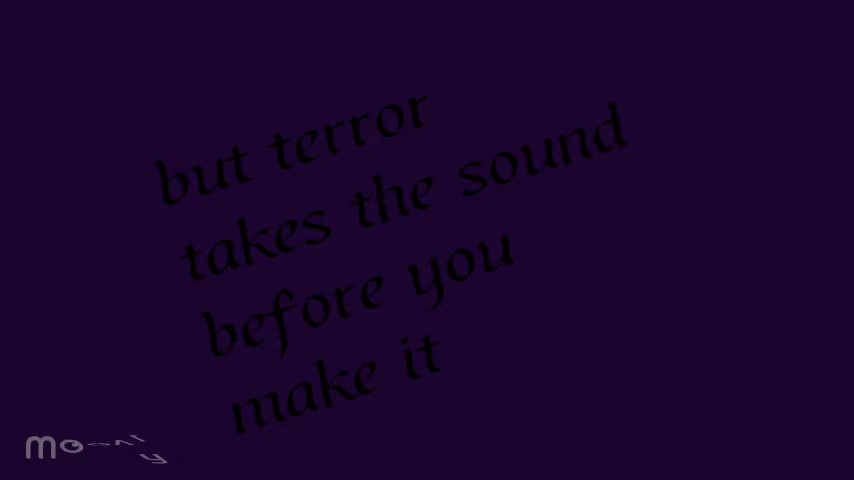 but terror
takes the sound
before you
make it